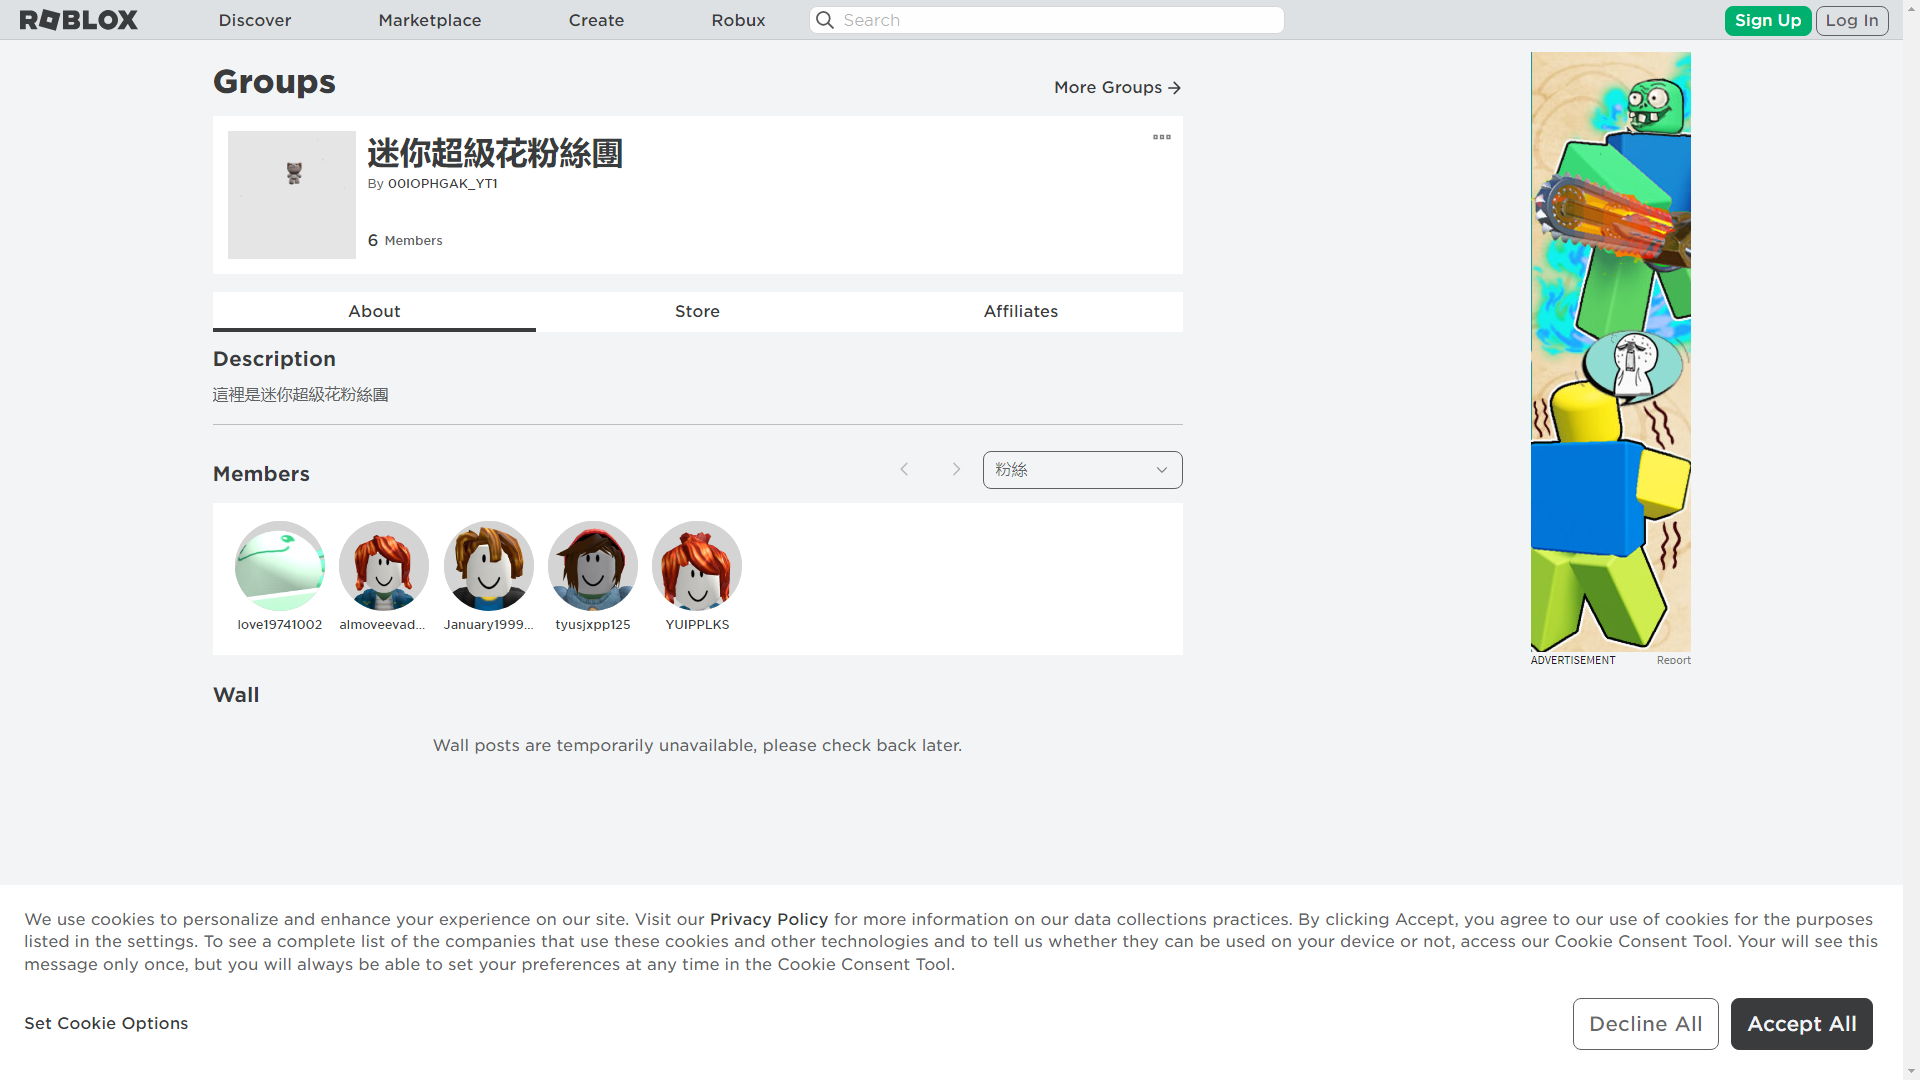 ROBLOX Discover Marketplace Create Robux Search Sign Up Log In
Groups
More Groups
迷你超級花粉絲團
By 00IOPHGAK_YT1
6 Members
About Store Affiliates
Description
這裡是迷你超級花粉絲團
Members
粉絲
love19741002 almoveevad... January1999... tyusjxpp125 YUIPPLKS
Wall
Wall posts are temporarily unavailable, please check back later.
ADVERTISEMENT Report
We use cookies to personalize and enhance your experience on our site. Visit our Privacy Policy for more information on our data collections practices. By clicking Accept, you agree to our use of cookies for the purposes
listed in the settings. To see a complete list of the companies that use these cookies and other technologies and to tell us whether they can be used on your device or not, access our Cookie Consent Tool. Your will see this
message only once, but you will always be able to set your preferences at any time in the Cookie Consent Tool.
Set Cookie Options
Decline All
Accept All